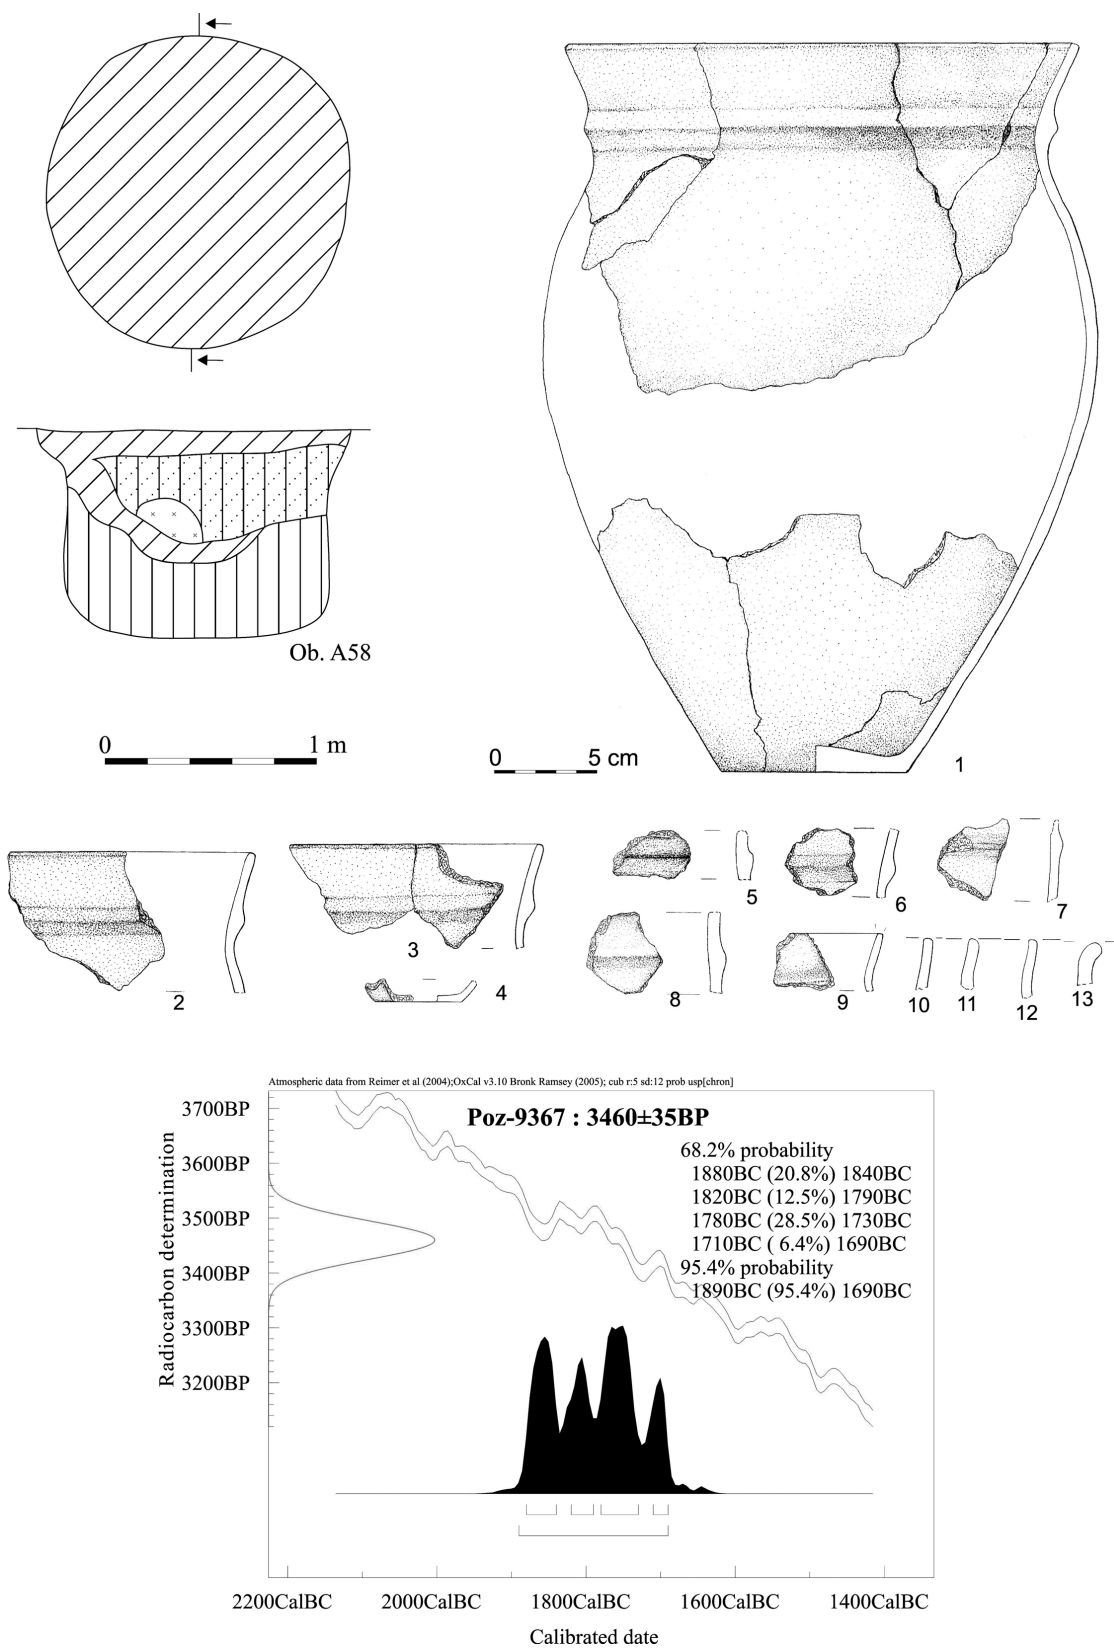 Ob. A58
0 1 m
0 5 cm
1
2
3
4
5
6
7
8
9
10
11
12
13
Atmospheric data from Reimer et al (2004);OxCal v3.10 Bronk Ramsey (2005); cub r:5 sd:12 prob usp[chron]
Poz-9367 : 3460±35BP
68.2% probability
1880BC (20.8%) 1840BC
1820BC (12.5%) 1790BC
1780BC (28.5%) 1730BC
1710BC ( 6.4%) 1690BC
95.4% probability
1890BC (95.4%) 1690BC
Radiocarbon determination
3700BP
3600BP
3500BP
3400BP
3300BP
3200BP
2200CalBC 2000CalBC 1800CalBC 1600CalBC 1400CalBC
Calibrated date